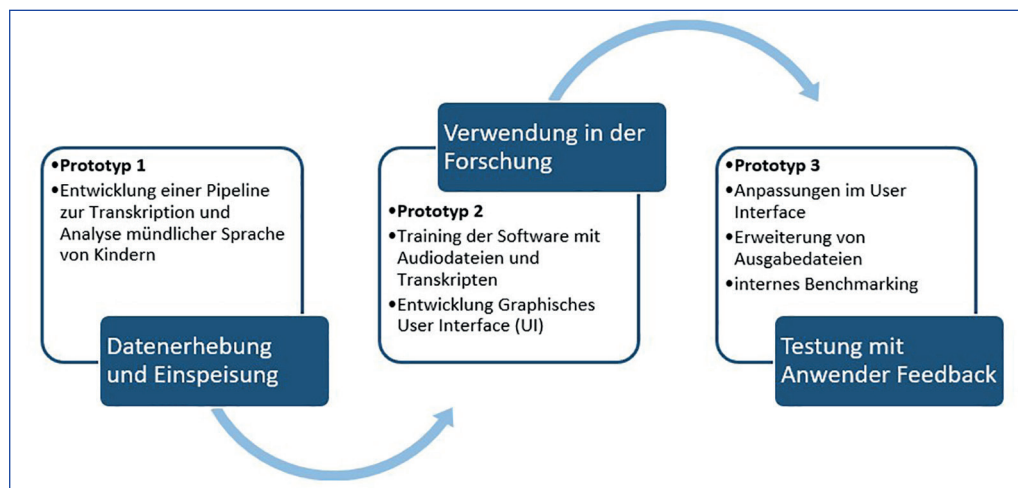 •Prototyp 1
•Entwicklung einer Pipeline
zur Transkription und
Analyse mündlicher Sprache
von Kindern
Datenerhebung
und Einspeisung
Verwendung in der
Forschung
•Prototyp 2
•Training der Software mit
Audiodateien und
Transkripten
•Entwicklung Graphisches
User Interface (UI)
•Prototyp 3
•Anpassungen im User
Interface
•Erweiterung von
Ausgabedateien
•internes Benchmarking
Testung mit
Anwender Feedback